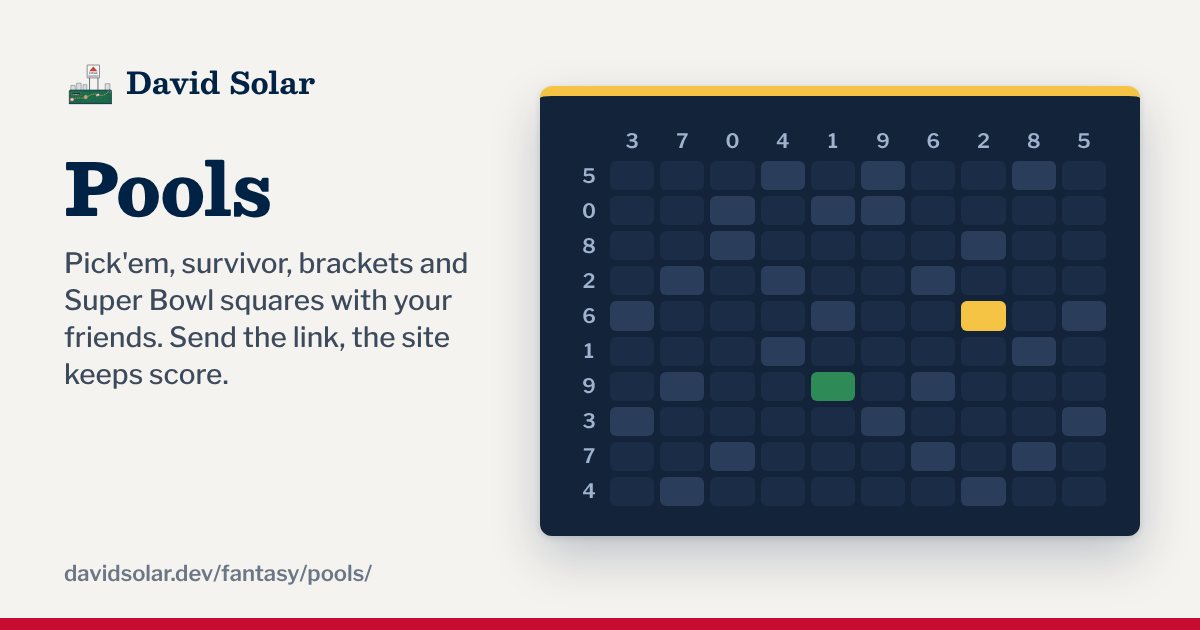 David Solar
Pools
Pick'em, survivor, brackets and
Super Bowl squares with your
friends. Send the link, the site
keeps score.
davidsolar.dev/fantasy/pools/
3 7 0 4 1 9 6 2 8 5
5
0
8
2
6
1
9
3
7
4